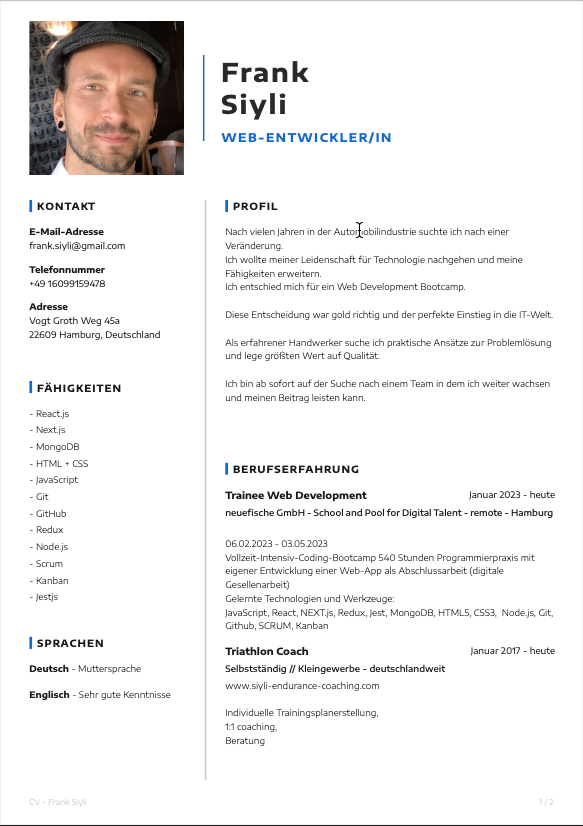 Frank
Siyli
WEB-ENTWICKLER/IN
KONTAKT
E-Mail-Adresse
frank.siyli@gmail.com
Telefonnummer
+49 16099159478
Adresse
Vogt Groth Weg 45a
22609 Hamburg, Deutschland
FÄHIGKEITEN
- React.js
- Next.js
- MongoDB
- HTML + CSS
- JavaScript
- Git
- GitHub
- Redux
- Node.js
- Scrum
- Kanban
- Jestjs
SPRACHEN
Deutsch - Muttersprache
Englisch - Sehr gute Kenntnisse
PROFIL
Nach vielen Jahren in der Automobilindustrie suchte ich nach einer
Veränderung.
Ich wollte meiner Leidenschaft für Technologie nachgehen und meine
Fähigkeiten erweitern.
Ich entschied mich für ein Web Development Bootcamp.
Diese Entscheidung war gold richtig und der perfekte Einstieg in die IT-Welt.
Als erfahrener Handwerker suche ich praktische Ansätze zur Problemlösung
und lege größten Wert auf Qualität.
Ich bin ab sofort auf der Suche nach einem Team in dem ich weiter wachsen
und meinen Beitrag leisten kann.
BERUFSERFAHRUNG
Trainee Web Development Januar 2023 - heute
neuefische GmbH - School and Pool for Digital Talent - remote - Hamburg
06.02.2023 - 03.05.2023
Vollzeit-Intensiv-Coding-Bootcamp 540 Stunden Programmierpraxis mit
eigener Entwicklung einer Web-App als Abschlussarbeit (digitale
Gesellenarbeit)
Gelernte Technologien und Werkzeuge:
JavaScript, React, NEXT.js, Redux, Jest, MongoDB, HTML5, CSS3, Node.js, Git,
Github, SCRUM, Kanban
Triathlon Coach Januar 2017 - heute
Selbstständig // Kleingewerbe - deutschlandweit
www.siyli-endurance-coaching.com
Individuelle Trainingsplanerstellung,
1:1 coaching,
Beratung
CV - Frank Siyli 1 / 2